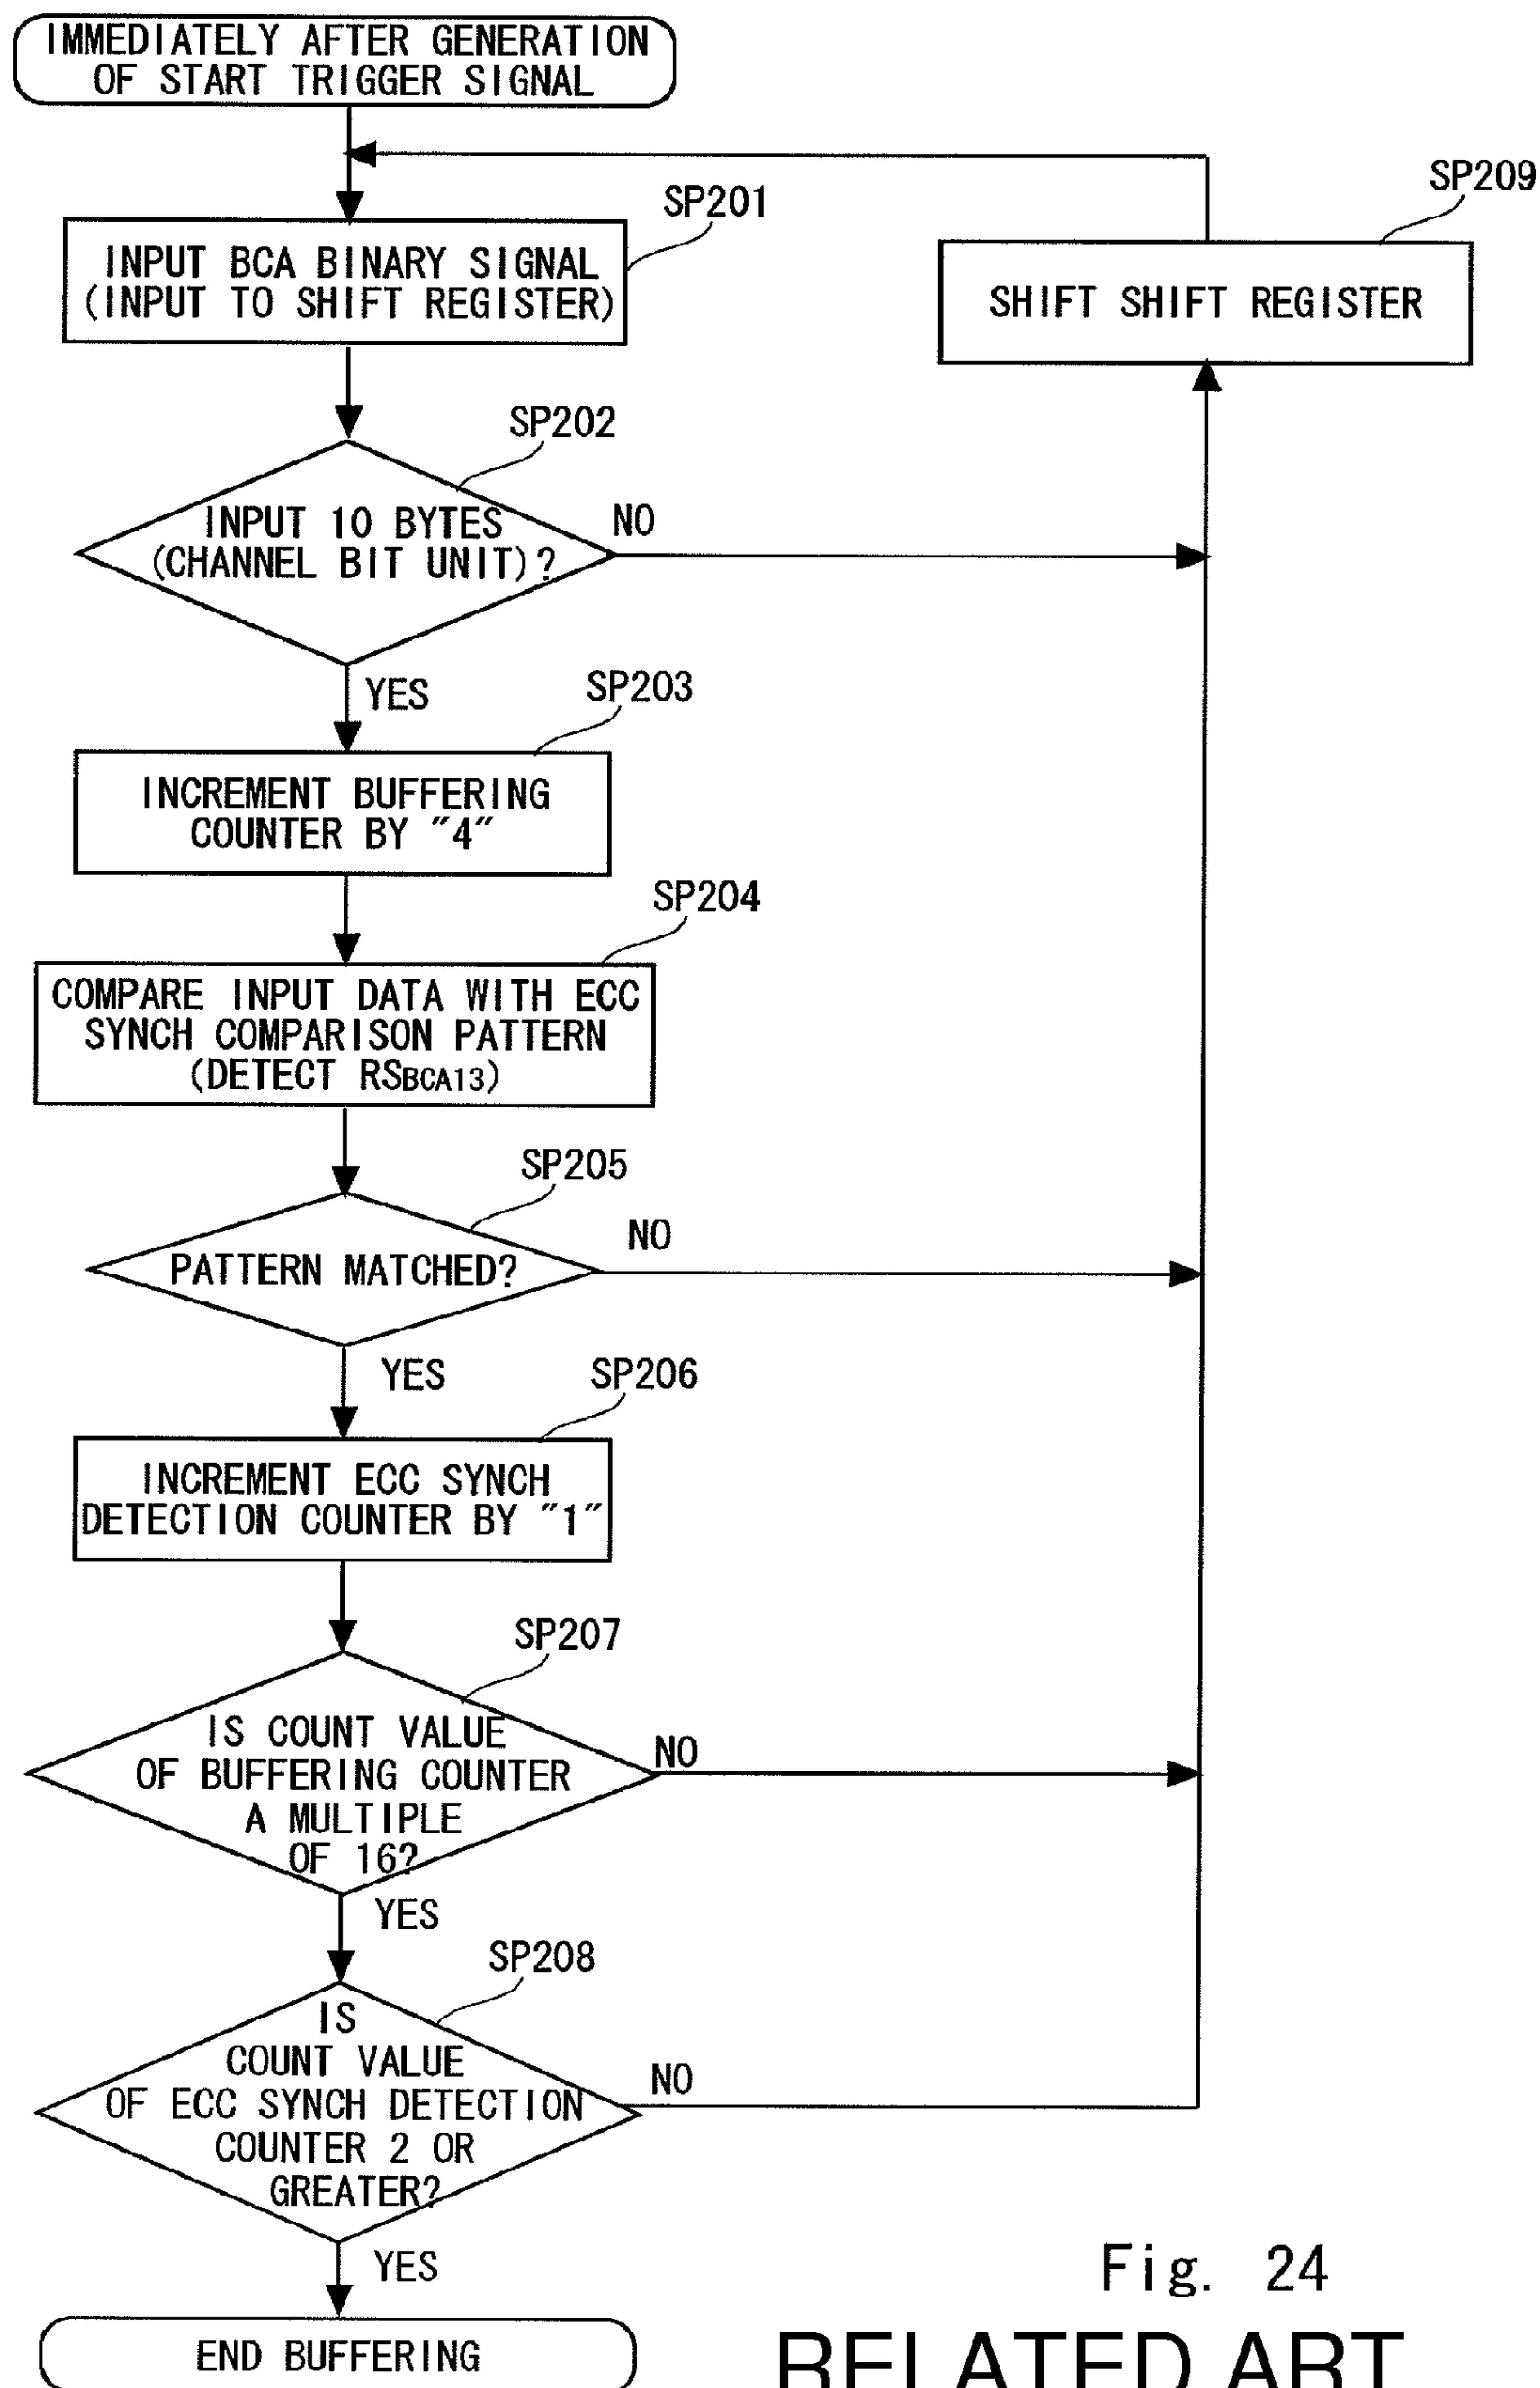 IMMEDIATELY AFTER GENERATION
OF START TRIGGER SIGNAL
SP209
SP201
INPUT BCA BINARY SIGNAL
(INPUT TO SHIFT REGISTER)
SHIFT SHIFT REGISTER
SP202
INPUT 10 BYTES
(CHANNEL BIT UNIT)?
NO
YES
SP203
INCREMENT BUFFERING
COUNTER BY "4"
SP204
COMPARE INPUT DATA WITH ECC
SYNCH COMPARISON PATTERN
(DETECT RSBCA13)
SP205
PATTERN MATCHED?
NO
YES
SP206
INCREMENT ECC SYNCH
DETECTION COUNTER BY "1"
SP207
IS COUNT VALUE
OF BUFFERING COUNTER
A MULTIPLE
OF 16?
NO
YES
SP208
IS
COUNT VALUE
OF ECC SYNCH DETECTION
COUNTER 2 OR
GREATER?
NO
YES
END BUFFERING
Fig. 24
RELATED ART